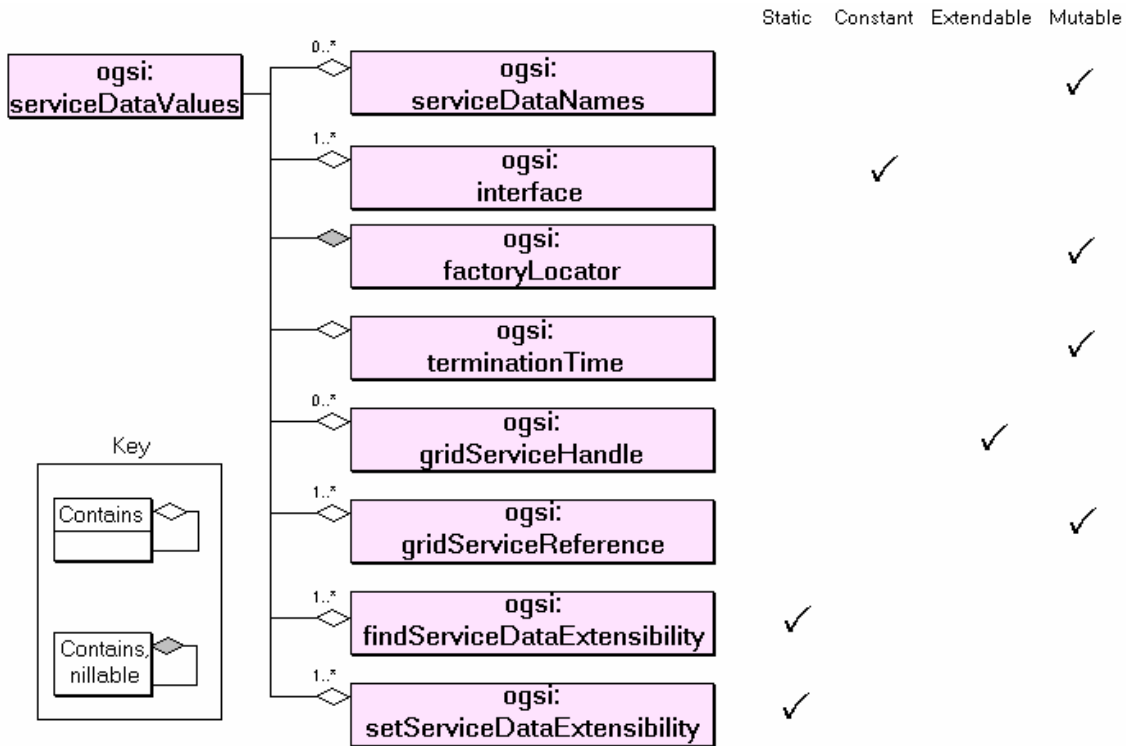 Static Constant Extendable Mutable
ogsi:
serviceDataValues
0..*
ogsi:
serviceDataNames
1..*
ogsi:
interface
ogsi:
factoryLocator
ogsi:
terminationTime
0..*
ogsi:
gridServiceHandle
1..*
ogsi:
gridServiceReference
1..*
ogsi:
findServiceDataExtensibility
1..*
ogsi:
setServiceDataExtensibility
Key
Contains
Contains,
nillable